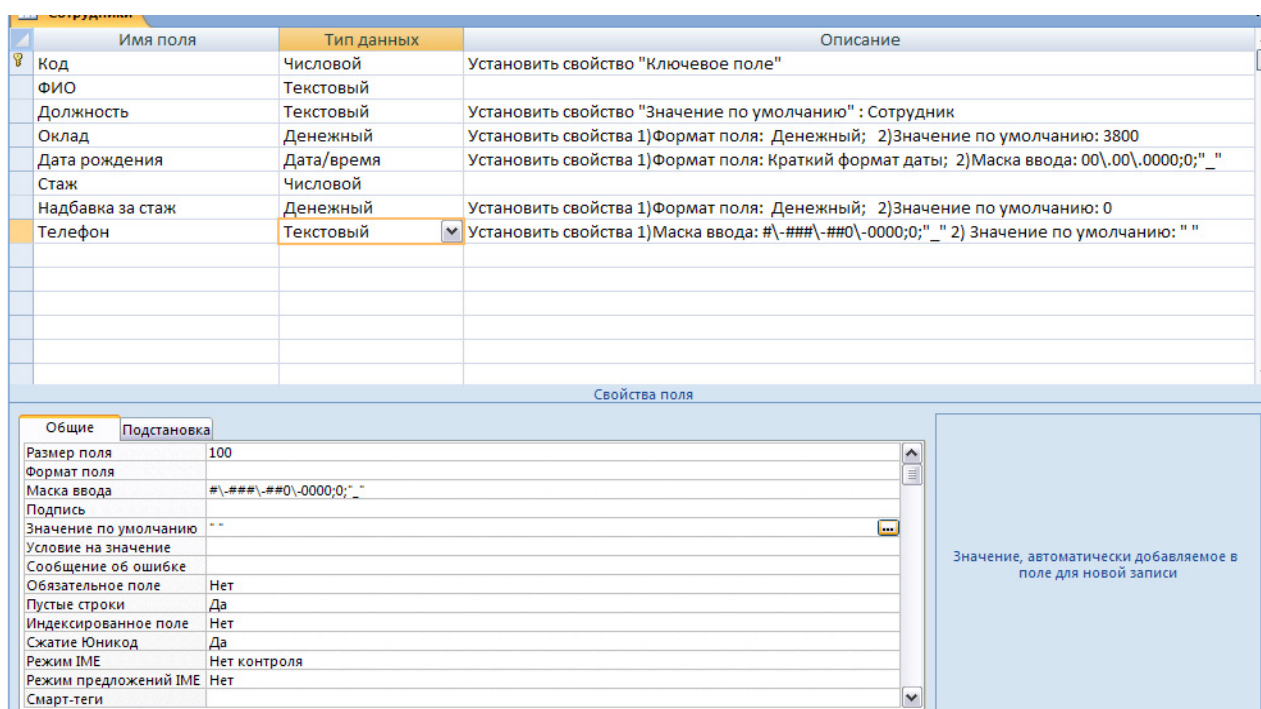 Сотрудники
Имя поля Тип данных Описание
Код Числовой Установить свойство "Ключевое поле"
ФИО Текстовый
Должность Текстовый Установить свойство "Значение по умолчанию" : Сотрудник
Оклад Денежный Установить свойства 1)Формат поля: Денежный; 2)Значение по умолчанию: 3800
Дата рождения Дата/время Установить свойства 1)Формат поля: Краткий формат даты; 2)Маска ввода: 00\.00\.0000;0;"_"
Стаж Числовой
Надбавка за стаж Денежный Установить свойства 1)Формат поля: Денежный; 2)Значение по умолчанию: 0
Телефон Текстовый Установить свойства 1)Маска ввода: #\-###\-##0\-0000;0;"_" 2) Значение по умолчанию: " "
Свойства поля
Общие Подстановка
Размер поля 100
Формат поля
Маска ввода #\-###\-##0\-0000;0;"_"
Подпись
Значение по умолчанию " "
Условие на значение
Сообщение об ошибке
Обязательное поле Нет
Пустые строки Да
Индексированное поле Нет
Сжатие Юникод Да
Режим IME Нет контроля
Режим предложений IME Нет
Смарт-теги
Значение, автоматически добавляемое в
поле для новой записи